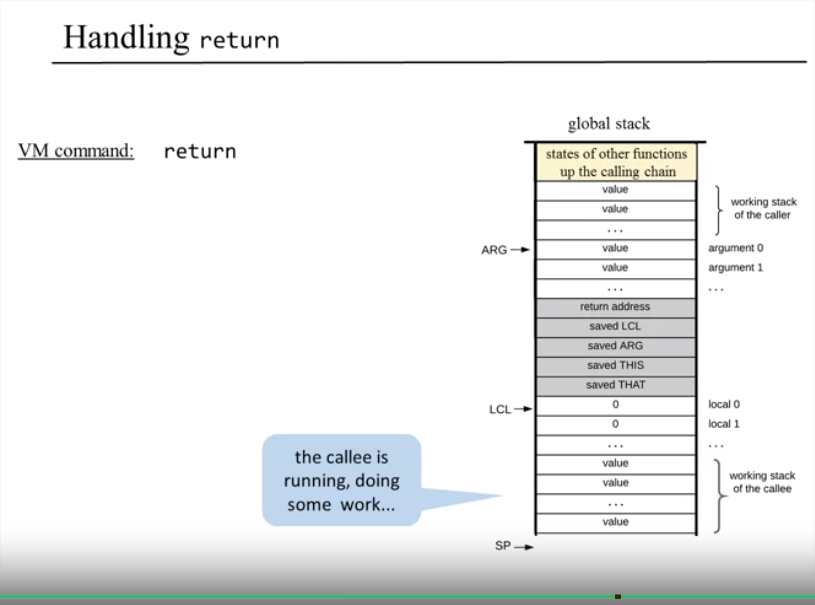 Handling return
VM command: return
global stack
states of other functions
up the calling chain
value
value
...
working stack
of the caller
ARG
value
argument 0
value
argument 1
...
...
return address
saved LCL
saved ARG
saved THIS
saved THAT
LCL
0
local 0
0
local 1
...
...
value
value
...
value
working stack
of the callee
the callee is
running, doing
some work...
SP